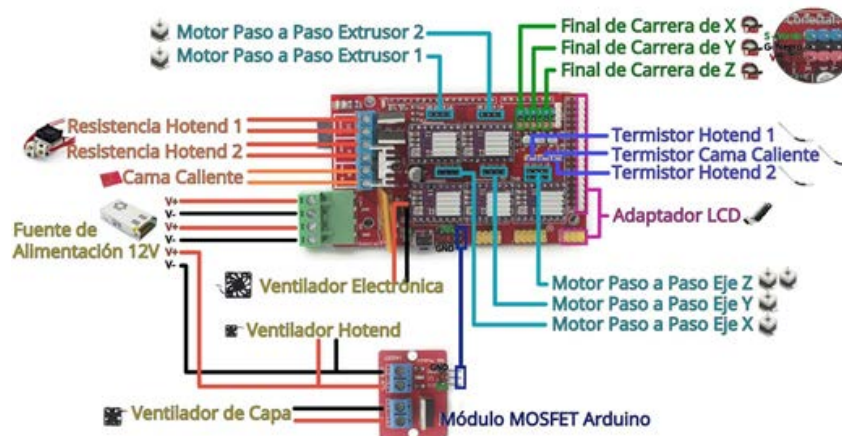 Motor Paso a Paso Extrusor 2
Motor Paso a Paso Extrusor 1
Final de Carrera de X
Final de Carrera de Y
Final de Carrera de Z
Resistencia Hotend 1
Resistencia Hotend 2
Cama Caliente
Termistor Hotend 1
Termistor Cama Caliente
Termistor Hotend 2
Adaptador LCD
V+
V-
V+
V-
V+
V-
Fuente de
Alimentación 12V
GND
Ventilador Electronica
Motor Paso a Paso Eje Z
Motor Paso a Paso Eje Y
Motor Paso a Paso Eje X
Ventilador Hotend
GND
Ventilador de Capa
Módulo MOSFET Arduino